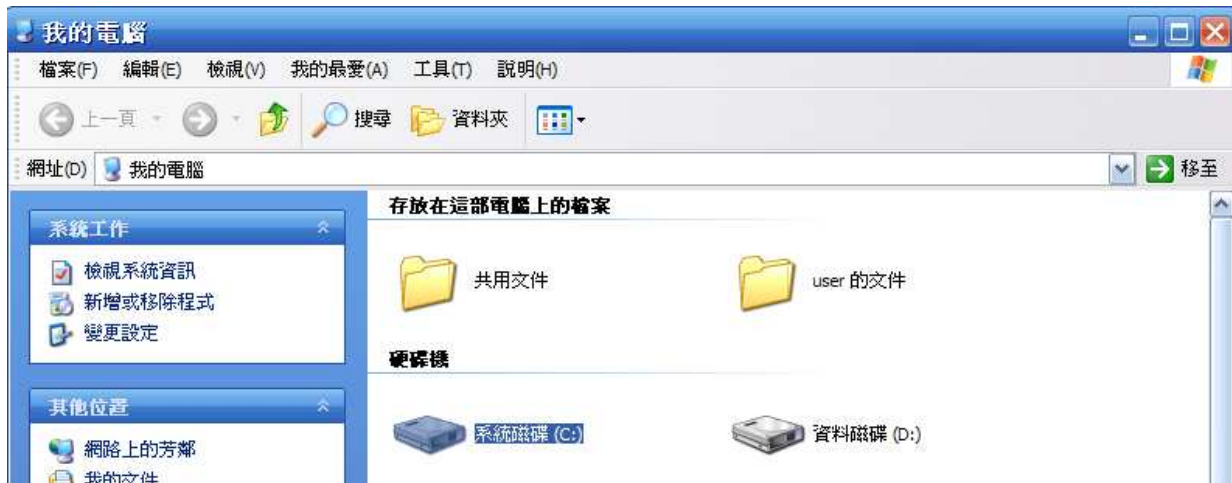 我的電腦
檔案(F) 編輯(E) 檢視(V) 我的最愛(A) 工具(T) 說明(H)
上一頁 搜尋 資料夾
網址(D) 我的電腦 移至
系統工作
檢視系統資訊
新增或移除程式
變更設定
其他位置
網路上的芳鄰
我的文件
存放在這部電腦上的檔案
共用文件 user 的文件
硬碟機
系統磁碟 (C:) 資料磁碟 (D:)